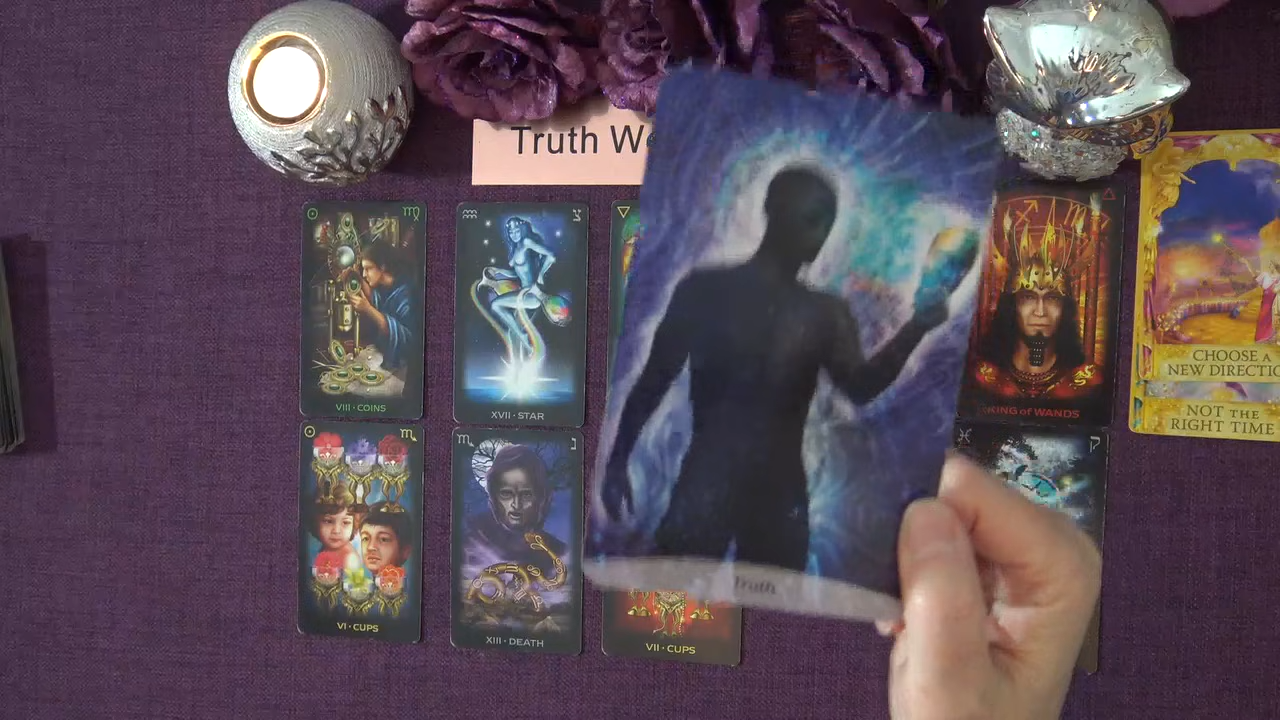 Truth We
VIII · COINS
XVII · STAR
KING of WANDS
CHOOSE A
NEW DIRECTIO
NOT THE
RIGHT TIME
VI · CUPS
XIII · DEATH
VII · CUPS
Truth